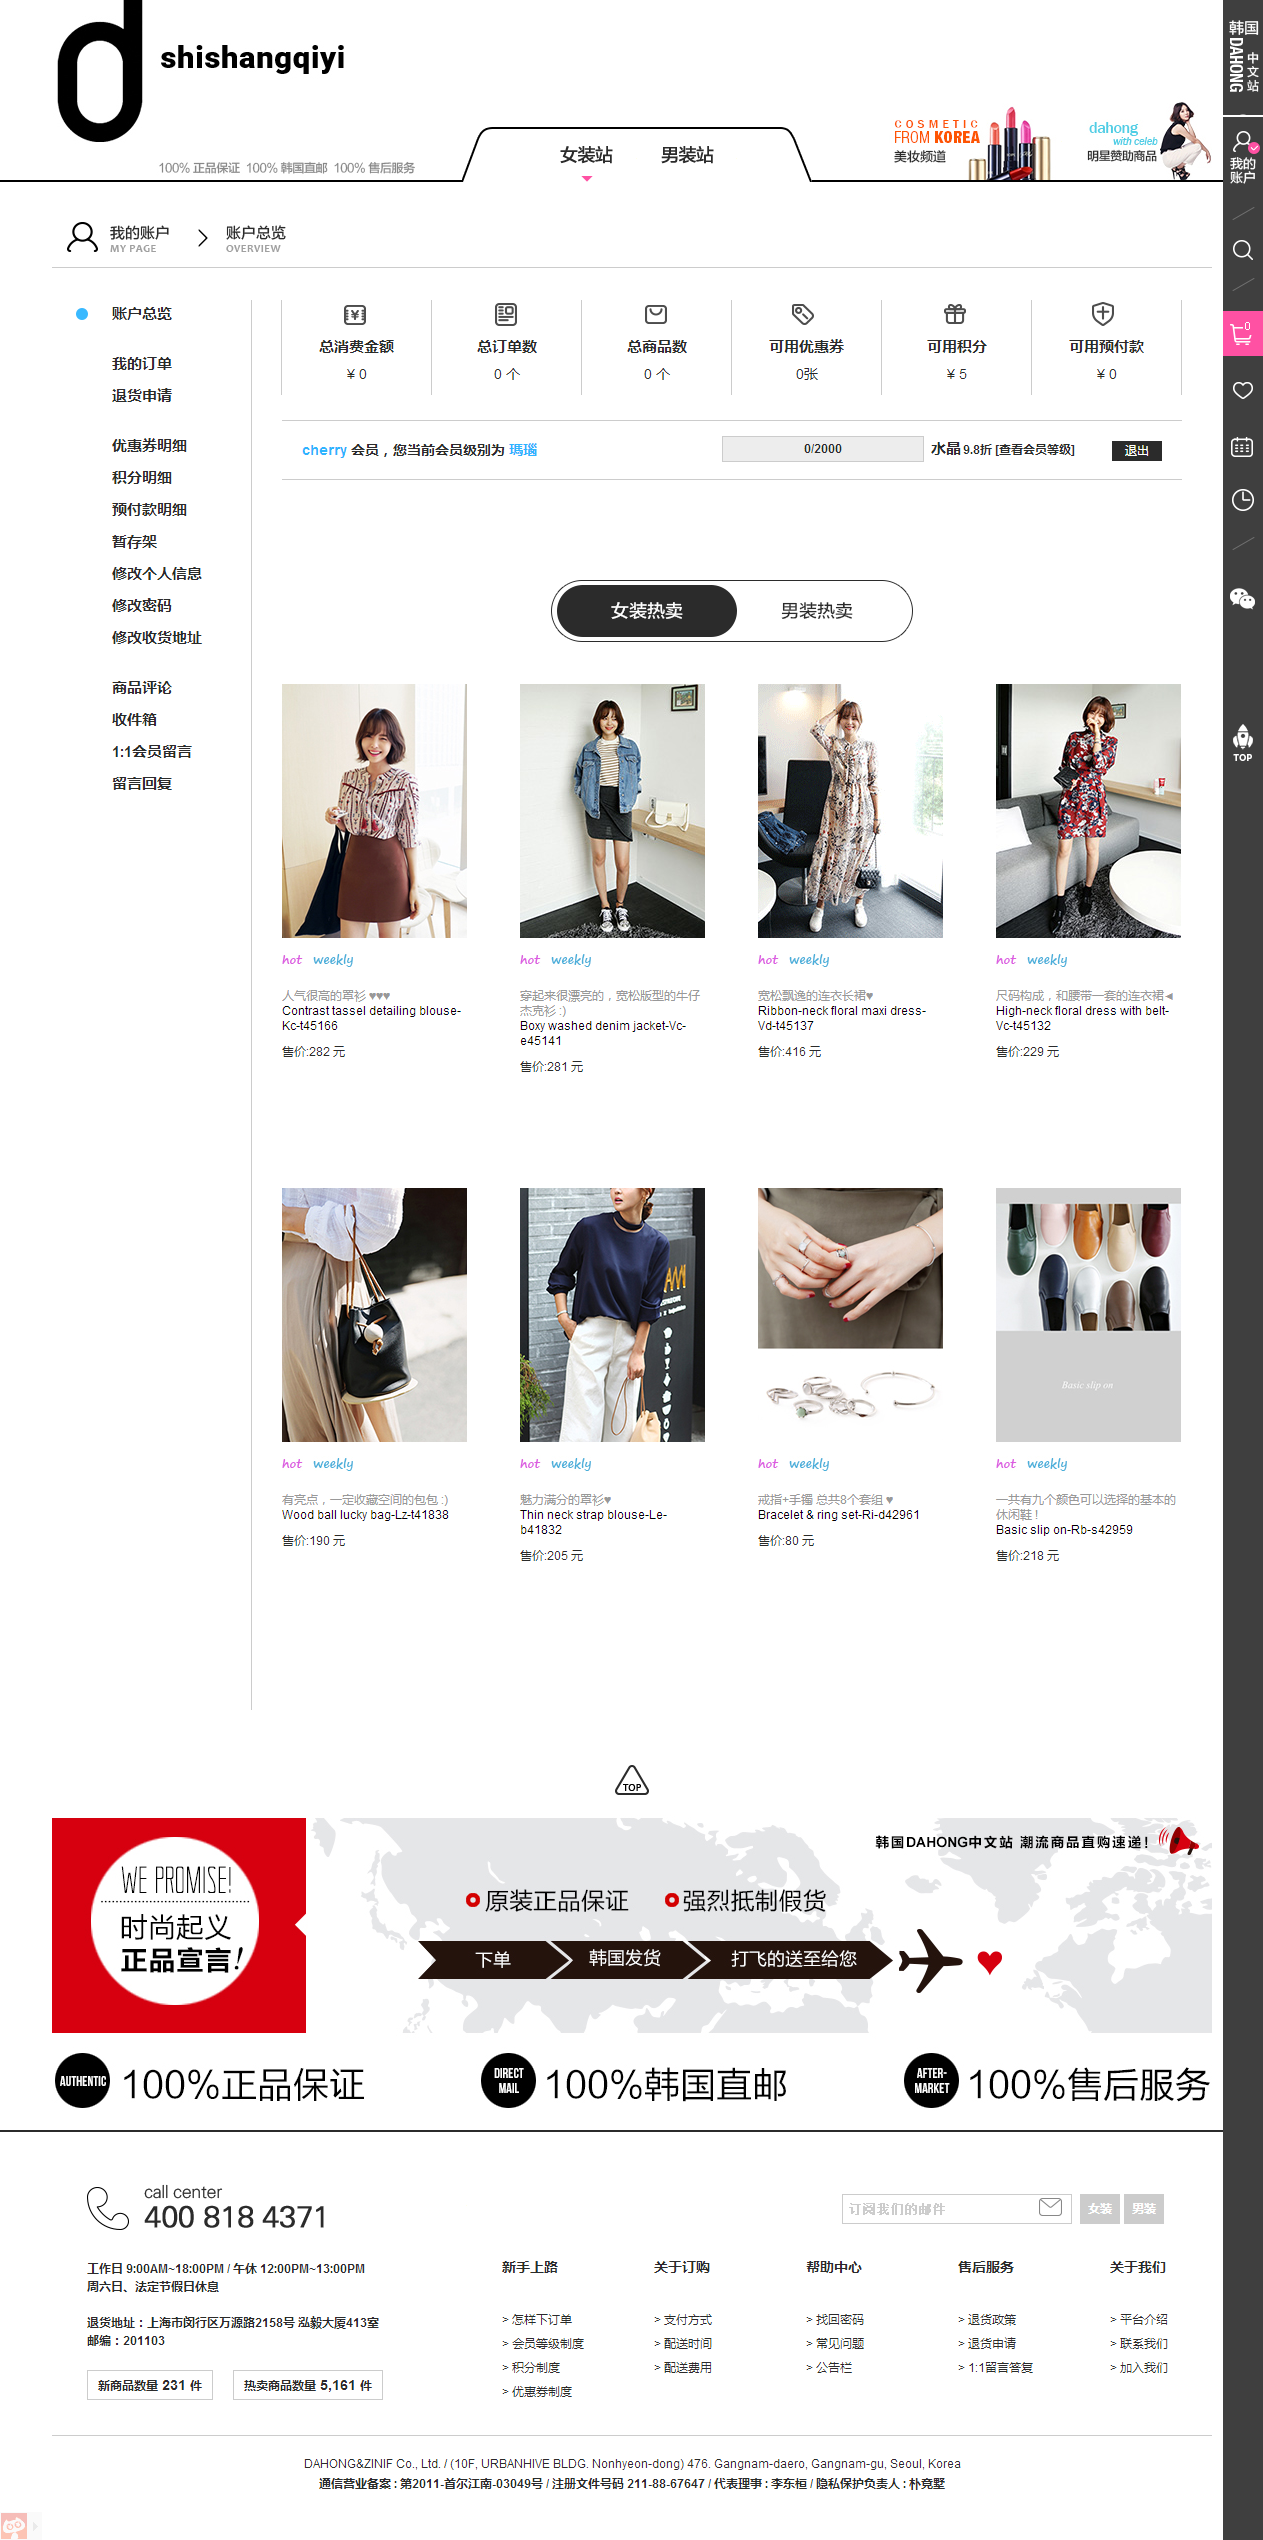 shishangqiyi
100% 正品保证 100% 韩国直邮 100% 售后服务
女装站 男装站
COSMETIC
FROM KOREA
美妆频道
dahong
with celeb
明星赞助商品
韩国
DAHONG
中文站
我的
账户
0
TOP
我的账户
MY PAGE
账户总览
OVERVIEW
账户总览
我的订单
退货申请
优惠券明细
积分明细
预付款明细
暂存架
修改个人信息
修改密码
修改收货地址
商品评论
收件箱
1:1会员留言
留言回复
总消费金额 总订单数 总商品数 可用优惠券 可用积分 可用预付款
¥ 0 0 个 0 个 0张 ¥ 5 ¥ 0
cherry 会员，您当前会员级别为 玛瑙 0/2000 水晶 9.8折 [查看会员等级] 退出
女装热卖 男装热卖
hot weekly
人气很高的罩衫 ♥♥♥
Contrast tassel detailing blouse-
Kc-t45166
售价:282 元
hot weekly
穿起来很漂亮的，宽松版型的牛仔
杰克衫 :)
Boxy washed denim jacket-Vc-
e45141
售价:281 元
hot weekly
宽松飘逸的连衣长裙♥
Ribbon-neck floral maxi dress-
Vd-t45137
售价:416 元
hot weekly
尺码构成，和腰带一套的连衣裙◄
High-neck floral dress with belt-
Vc-t45132
售价:229 元
hot weekly
有亮点，一定收藏空间的包包 :)
Wood ball lucky bag-Lz-t41838
售价:190 元
hot weekly
魅力满分的罩衫♥
Thin neck strap blouse-Le-
b41832
售价:205 元
hot weekly
戒指+手镯 总共8个套组 ♥
Bracelet & ring set-Ri-d42961
售价:80 元
Basic slip on
hot weekly
一共有九个颜色可以选择的基本的
休闲鞋！
Basic slip on-Rb-s42959
售价:218 元
TOP
WE PROMISE!
时尚起义
正品宣言!
韩国DAHONG中文站 潮流商品直购速递!
原装正品保证 强烈抵制假货
下单 韩国发货 打飞的送至给您
AUTHENTIC 100%正品保证
DIRECT MAIL 100%韩国直邮
AFTER-MARKET 100%售后服务
call center
400 818 4371
订阅我们的邮件 女装 男装
工作日 9:00AM~18:00PM / 午休 12:00PM~13:00PM
周六日、法定节假日休息
退货地址：上海市闵行区万源路2158号 泓毅大厦413室
邮编：201103
新商品数量 231 件 热卖商品数量 5,161 件
新手上路
> 怎样下订单
> 会员等级制度
> 积分制度
> 优惠券制度
关于订购
> 支付方式
> 配送时间
> 配送费用
帮助中心
> 找回密码
> 常见问题
> 公告栏
售后服务
> 退货政策
> 退货申请
> 1:1留言答复
关于我们
> 平台介绍
> 联系我们
> 加入我们
DAHONG&ZINIF Co., Ltd. / (10F, URBANHIVE BLDG. Nonhyeon-dong) 476. Gangnam-daero, Gangnam-gu, Seoul, Korea
通信营业备案 : 第2011-首尔江南-03049号 / 注册文件号码 211-88-67647 / 代表理事 : 李东桓 / 隐私保护负责人 : 朴竞墅